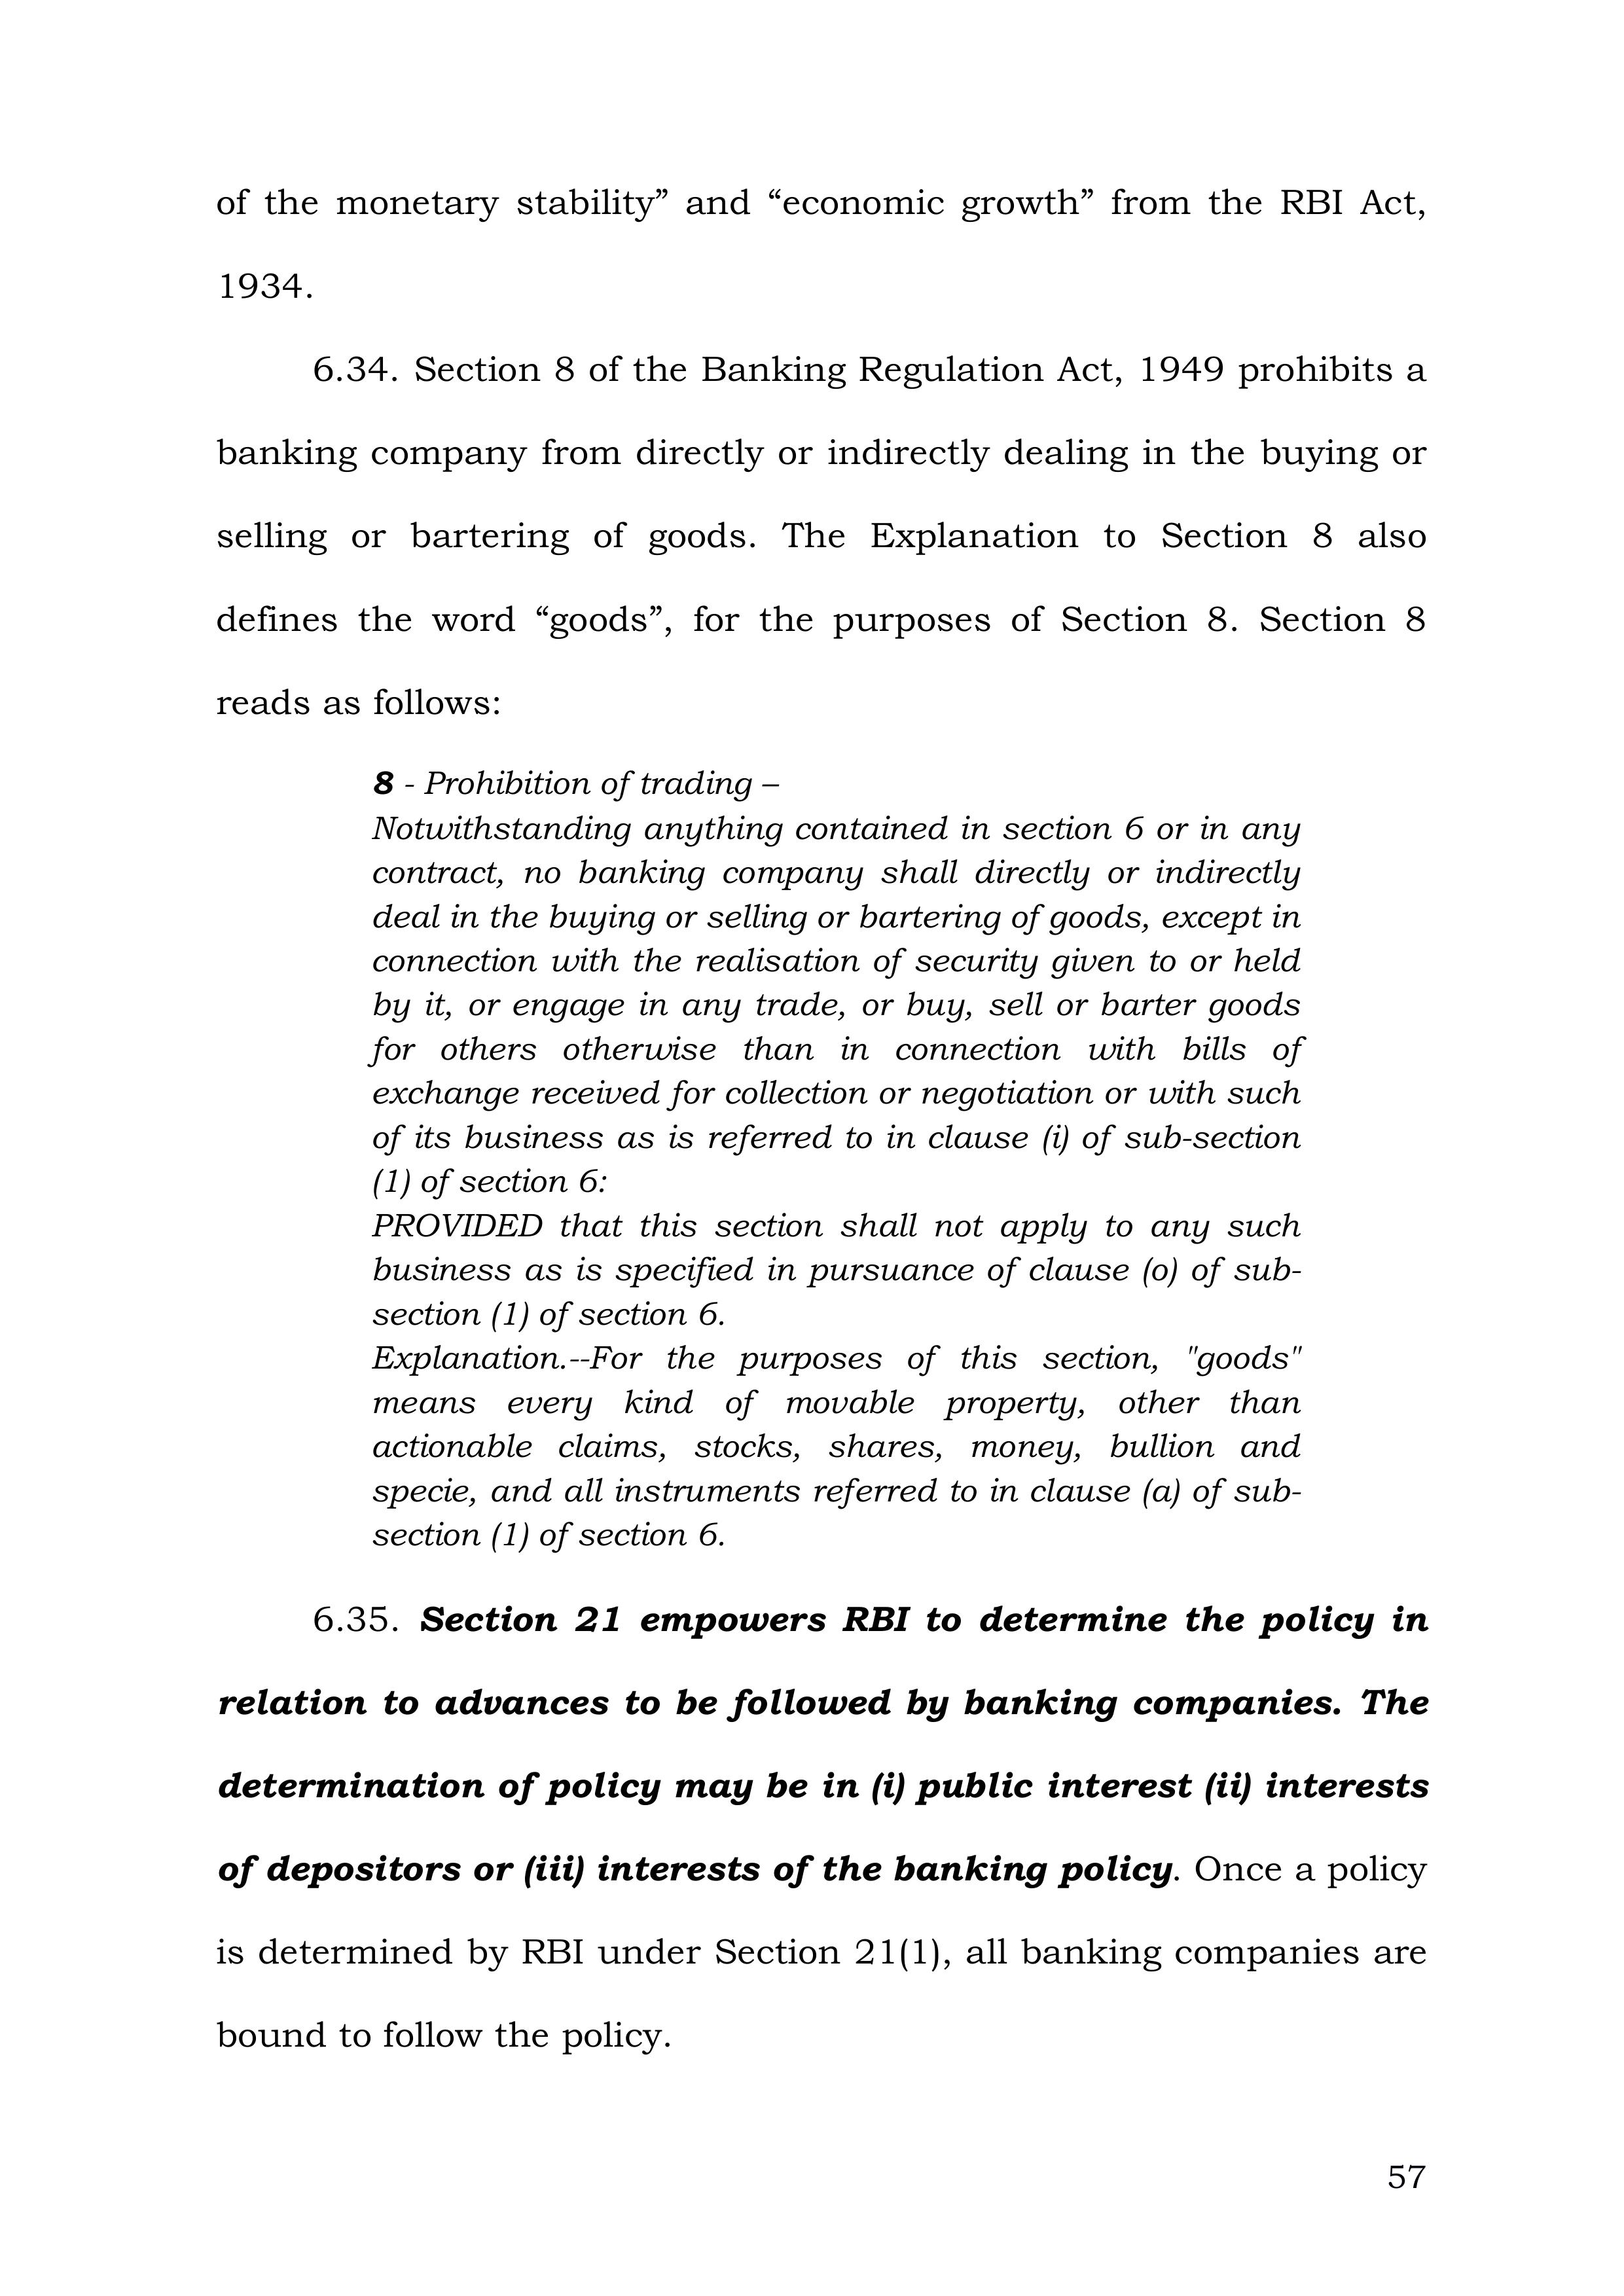 of the monetary stability” and “economic growth” from the RBI Act,
1934.
6.34. Section 8 of the Banking Regulation Act, 1949 prohibits a
banking company from directly or indirectly dealing in the buying or
selling or bartering of goods. The Explanation to Section 8 also
defines the word “goods”, for the purposes of Section 8. Section 8
reads as follows:
8 - Prohibition of trading –
Notwithstanding anything contained in section 6 or in any
contract, no banking company shall directly or indirectly
deal in the buying or selling or bartering of goods, except in
connection with the realisation of security given to or held
by it, or engage in any trade, or buy, sell or barter goods
for others otherwise than in connection with bills of
exchange received for collection or negotiation or with such
of its business as is referred to in clause (i) of sub-section
(1) of section 6:
PROVIDED that this section shall not apply to any such
business as is specified in pursuance of clause (o) of sub-
section (1) of section 6.
Explanation.--For the purposes of this section, "goods"
means every kind of movable property, other than
actionable claims, stocks, shares, money, bullion and
specie, and all instruments referred to in clause (a) of sub-
section (1) of section 6.
6.35. Section 21 empowers RBI to determine the policy in
relation to advances to be followed by banking companies. The
determination of policy may be in (i) public interest (ii) interests
of depositors or (iii) interests of the banking policy. Once a policy
is determined by RBI under Section 21(1), all banking companies are
bound to follow the policy.
57